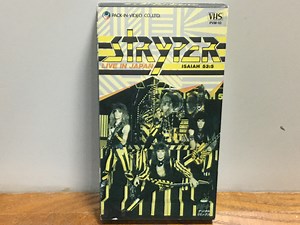 PACK-IN-VIDEO CO.,LTD.
VHS
STRYPER
LIVE IN JAPAN
ISAIAH 53:5